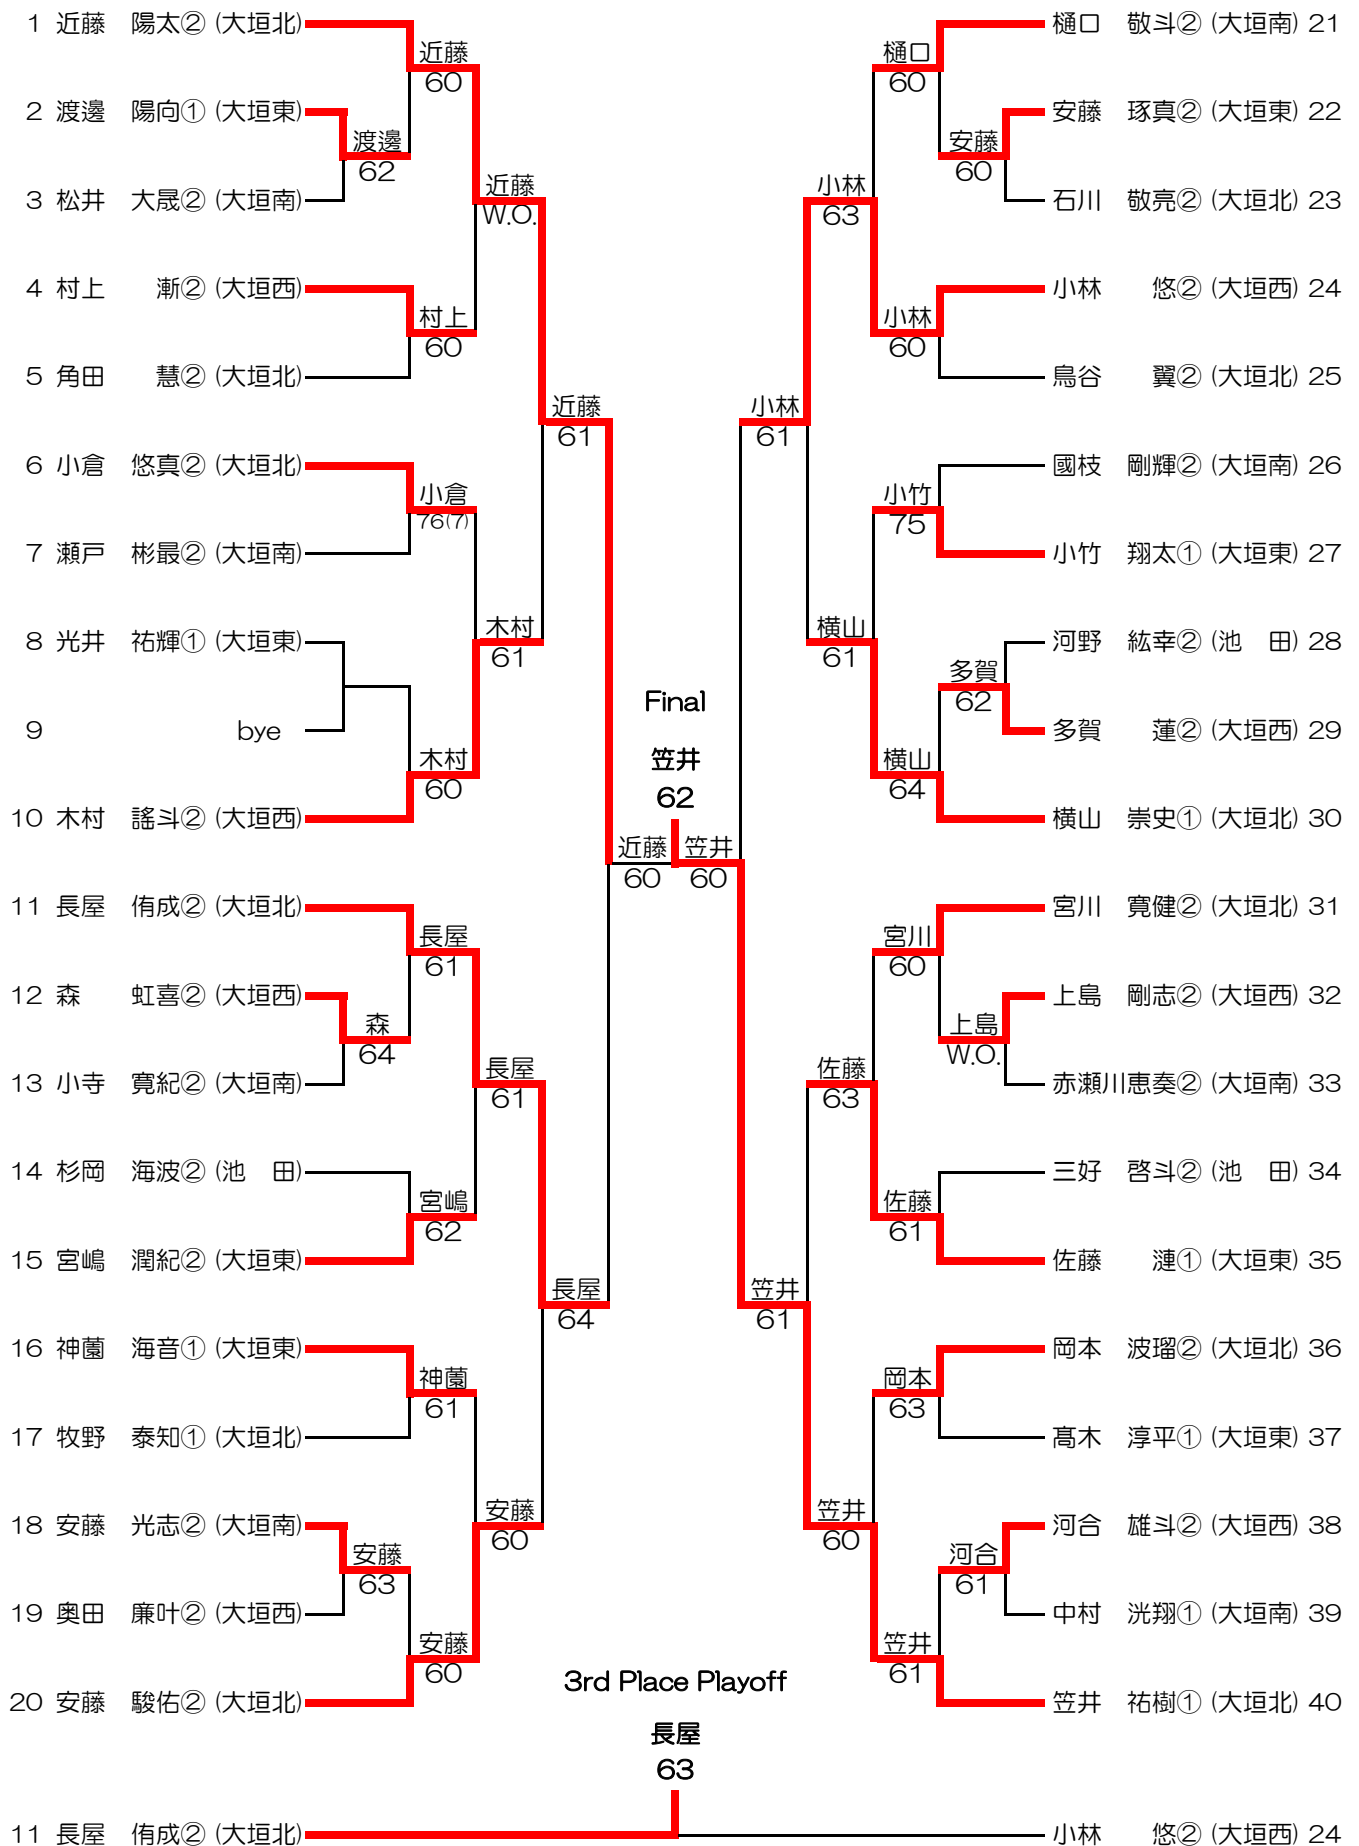 1 近藤 陽太② (大垣北)
2 渡邊 陽向① (大垣東)
3 松井 大晟② (大垣南)
4 村上 漸② (大垣西)
5 角田 慧② (大垣北)
6 小倉 悠真② (大垣北)
7 瀬戸 彬最② (大垣南)
8 光井 祐輝① (大垣東)
9 bye
10 木村 謠斗② (大垣西)
11 長屋 侑成② (大垣北)
12 森 虹喜② (大垣西)
13 小寺 寛紀② (大垣南)
14 杉岡 海波② (池 田)
15 宮嶋 潤紀② (大垣東)
16 神薗 海音① (大垣東)
17 牧野 泰知① (大垣北)
18 安藤 光志② (大垣南)
19 奥田 廉叶② (大垣西)
20 安藤 駿佑② (大垣北)
渡邊
62
森
64
安藤
63
近藤
60
村上
60
小倉
76(7)
木村
60
長屋
61
宮嶋
62
神薗
61
安藤
60
近藤
W.O.
木村
61
長屋
61
安藤
60
近藤
61
長屋
64
近藤
60
Final
笠井
62
笠井
60
小林
61
笠井
61
小林
63
横山
61
佐藤
63
笠井
60
樋口
60
小林
60
小竹
75
横山
64
宮川
60
佐藤
61
岡本
63
笠井
61
安藤
60
多賀
62
上島
W.O.
河合
61
樋口 敬斗② (大垣南) 21
安藤 琢真② (大垣東) 22
石川 敬亮② (大垣北) 23
小林 悠② (大垣西) 24
鳥谷 翼② (大垣北) 25
國枝 剛輝② (大垣南) 26
小竹 翔太① (大垣東) 27
河野 紘幸② (池 田) 28
多賀 蓮② (大垣西) 29
横山 崇史① (大垣北) 30
宮川 寛健② (大垣北) 31
上島 剛志② (大垣西) 32
赤瀬川恵奏② (大垣南) 33
三好 啓斗② (池 田) 34
佐藤 漣① (大垣東) 35
岡本 波瑠② (大垣北) 36
髙木 淳平① (大垣東) 37
河合 雄斗② (大垣西) 38
中村 洸翔① (大垣南) 39
笠井 祐樹① (大垣北) 40
3rd Place Playoff
長屋
63
11 長屋 侑成② (大垣北)
小林 悠② (大垣西) 24